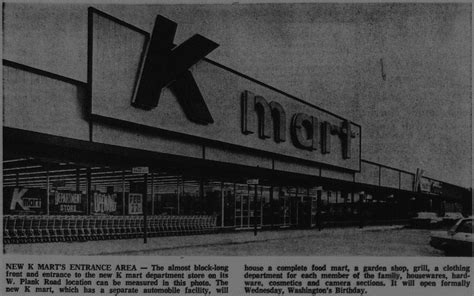 K mart
K mart
DEPARTMENT
STORE
FEB
NEW K MART'S ENTRANCE AREA — The almost block-long
front and entrance to the new K mart department store on its
W. Plank Road location can be measured in this photo. The
new K mart, which has a separate automobile facility, will
house a complete food mart, a garden shop, grill, a clothing
department for each member of the family, housewares, hard-
ware, cosmetics and camera sections. It will open formally
Wednesday, Washington's Birthday.